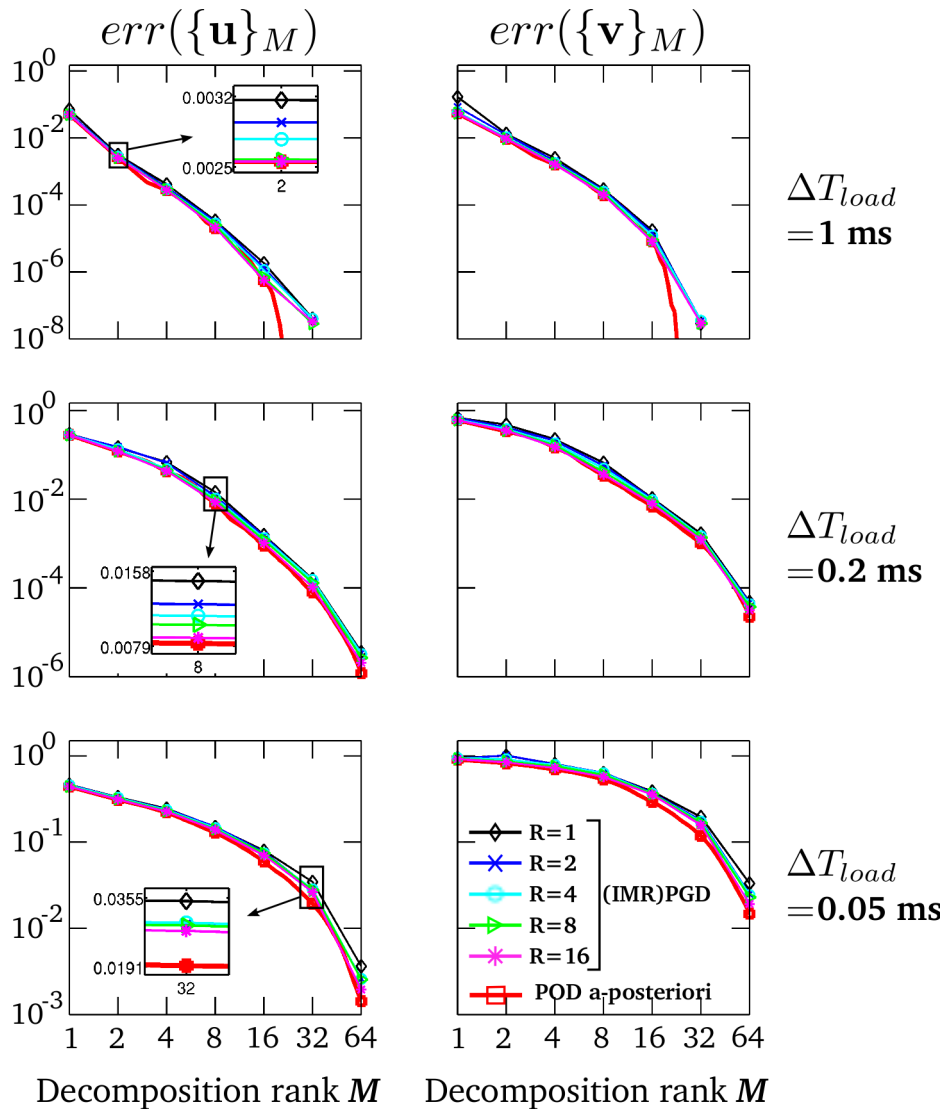 err({u}_M) err({v}_M)
10^0
10^-2
10^-4
10^-6
10^-8
0.0032
0.0025
2
ΔT_load
=1 ms
10^0
10^-2
10^-4
10^-6
0.0158
0.0079
8
ΔT_load
=0.2 ms
10^0
10^-1
10^-2
10^-3
0.0355
0.0191
32
R=1
R=2
R=4
R=8
R=16
(IMR)PGD
POD a-posteriori
ΔT_load
=0.05 ms
1 2 4 8 16 32 64
1 2 4 8 16 32 64
Decomposition rank M
Decomposition rank M